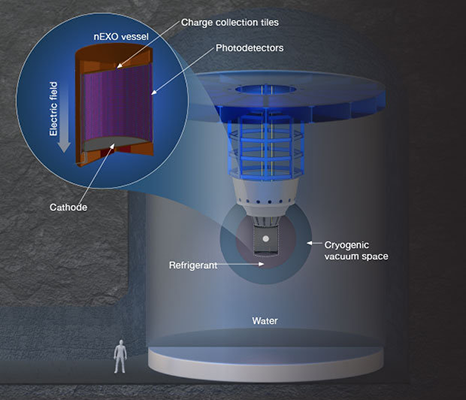 nEXO vessel
Charge collection tiles
Photodetectors
Electric field
Cathode
Cryogenic
vacuum space
Refrigerant
Water